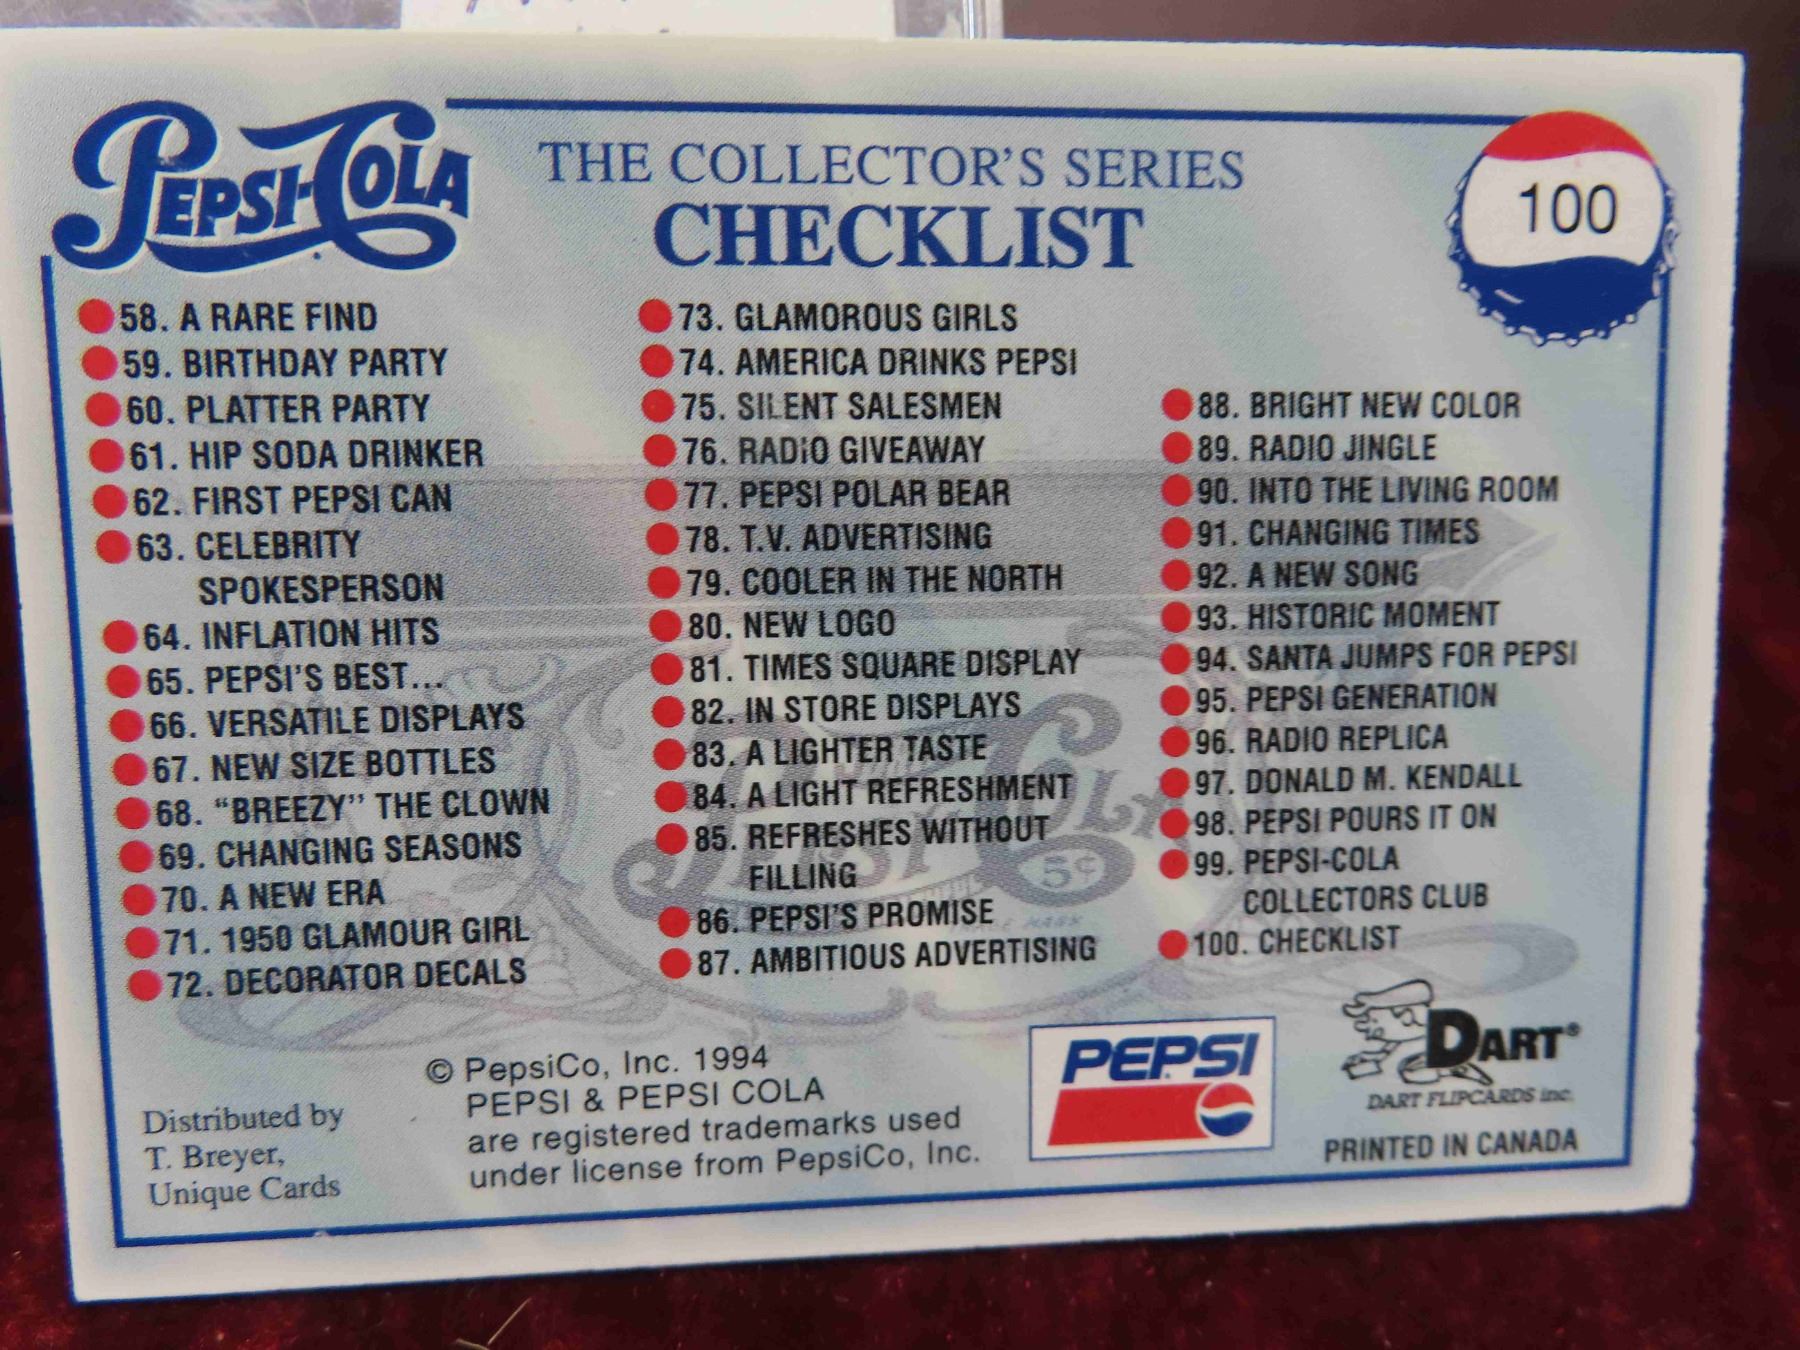 PEPSI-COLA
THE COLLECTOR'S SERIES
CHECKLIST
100
58. A RARE FIND
59. BIRTHDAY PARTY
60. PLATTER PARTY
61. HIP SODA DRINKER
62. FIRST PEPSI CAN
63. CELEBRITY
SPOKESPERSON
64. INFLATION HITS
65. PEPSI'S BEST...
66. VERSATILE DISPLAYS
67. NEW SIZE BOTTLES
68. "BREEZY" THE CLOWN
69. CHANGING SEASONS
70. A NEW ERA
71. 1950 GLAMOUR GIRL
72. DECORATOR DECALS
73. GLAMOROUS GIRLS
74. AMERICA DRINKS PEPSI
75. SILENT SALESMEN
76. RADiO GIVEAWAY
77. PEPSI POLAR BEAR
78. T.V. ADVERTISING
79. COOLER IN THE NORTH
80. NEW LOGO
81. TIMES SQUARE DISPLAY
82. IN STORE DISPLAYS
83. A LIGHTER TASTE
84. A LIGHT REFRESHMENT
85. REFRESHES WITHOUT
FILLING
86. PEPSI'S PROMISE
87. AMBITIOUS ADVERTISING
88. BRIGHT NEW COLOR
89. RADIO JINGLE
90. INTO THE LIVING ROOM
91. CHANGING TIMES
92. A NEW SONG
93. HISTORIC MOMENT
94. SANTA JUMPS FOR PEPSI
95. PEPSI GENERATION
96. RADIO REPLICA
97. DONALD M. KENDALL
98. PEPSI POURS IT ON
99. PEPSI-COLA
COLLECTORS CLUB
100. CHECKLIST
PEPSI COLA
5¢
TRADE MARK
Distributed by
T. Breyer,
Unique Cards
© PepsiCo, Inc. 1994
PEPSI & PEPSI COLA
are registered trademarks used
under license from PepsiCo, Inc.
PEPSI
DART®
DART FLIPCARDS inc.
PRINTED IN CANADA